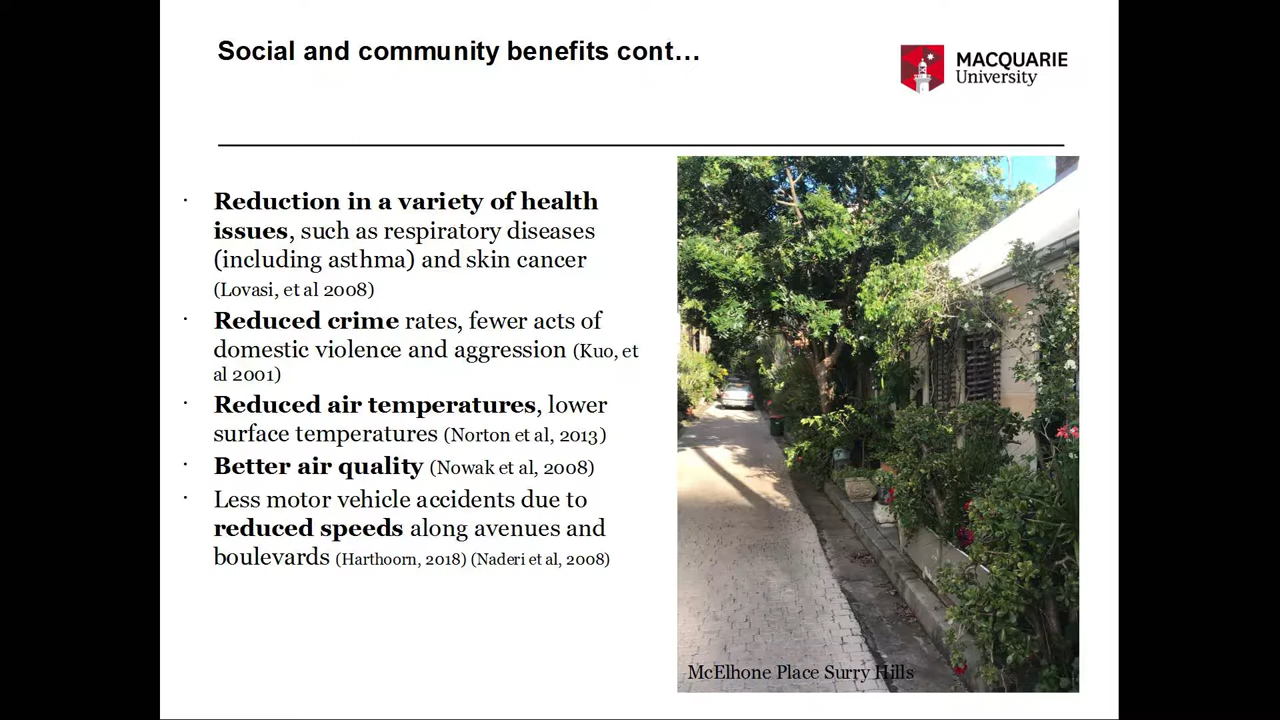 Social and community benefits cont…
MACQUARIE
University
· Reduction in a variety of health
issues, such as respiratory diseases
(including asthma) and skin cancer
(Lovasi, et al 2008)
· Reduced crime rates, fewer acts of
domestic violence and aggression (Kuo, et
al 2001)
· Reduced air temperatures, lower
surface temperatures (Norton et al, 2013)
· Better air quality (Nowak et al, 2008)
· Less motor vehicle accidents due to
reduced speeds along avenues and
boulevards (Harthoorn, 2018) (Naderi et al, 2008)
McElhone Place Surry Hills